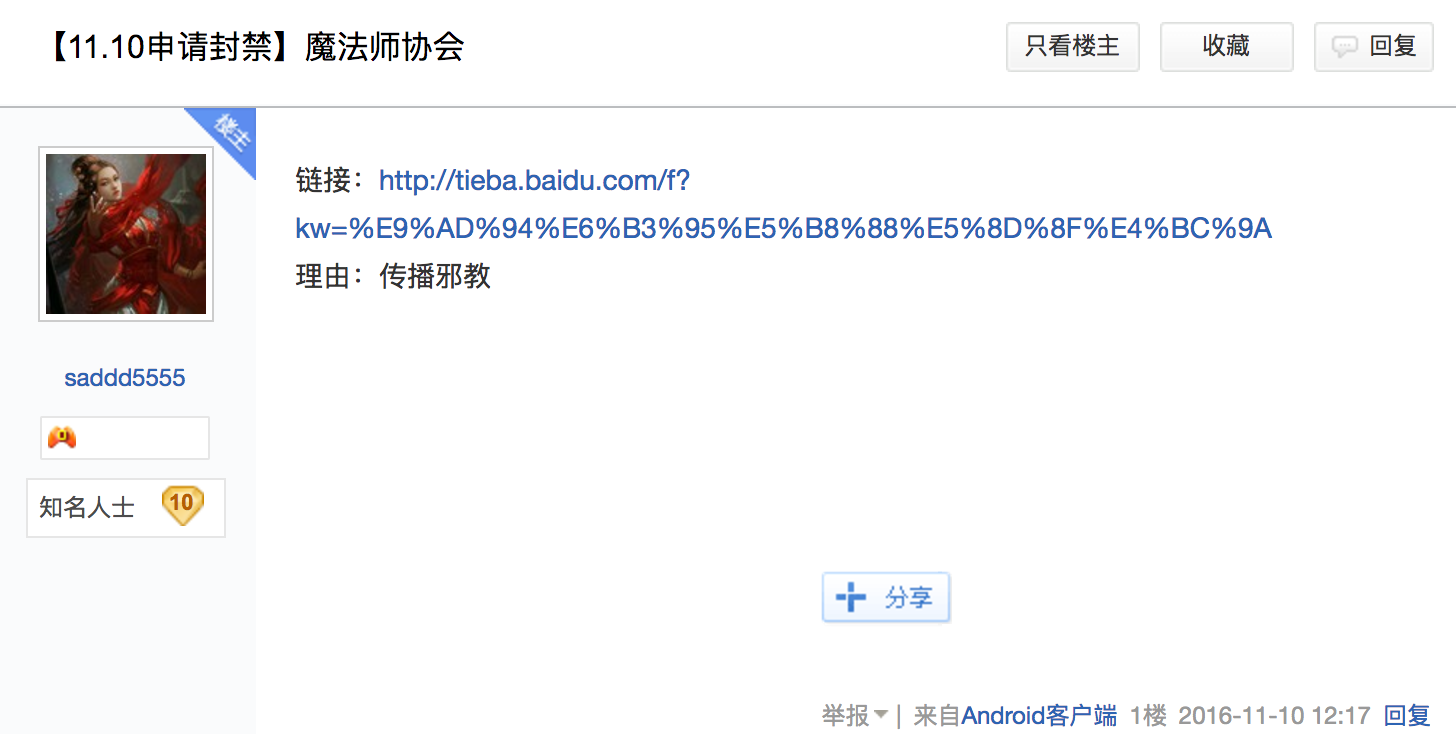 【11.10申请封禁】魔法师协会
只看楼主
收藏
回复
楼主
链接：http://tieba.baidu.com/f?
kw=%E9%AD%94%E6%B3%95%E5%B8%88%E5%8D%8F%E4%BC%9A
理由：传播邪教
saddd5555
知名人士 10
分享
举报 | 来自Android客户端 1楼 2016-11-10 12:17 回复